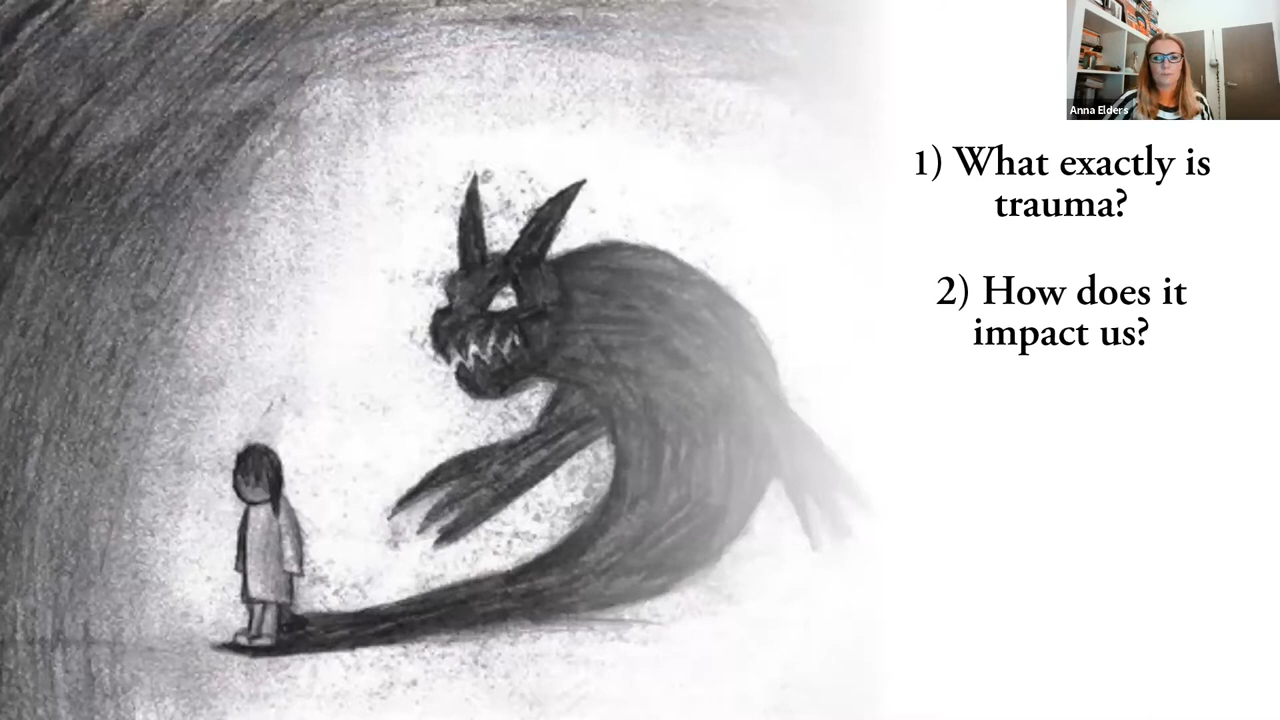 Anna Elders
1) What exactly is
trauma?
2) How does it
impact us?